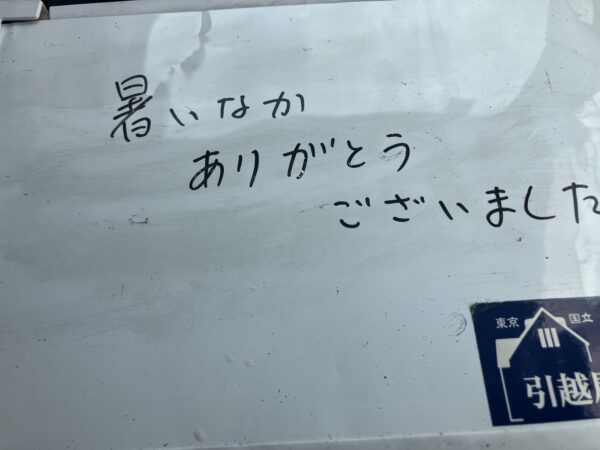 暑いなか
ありがとう
ございました
東京 国立
引越